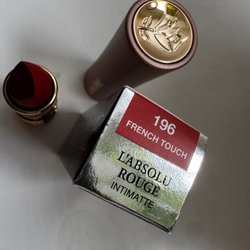 196
FRENCH TOUCH
L'ABSOLU
ROUGE
INTIMATTE